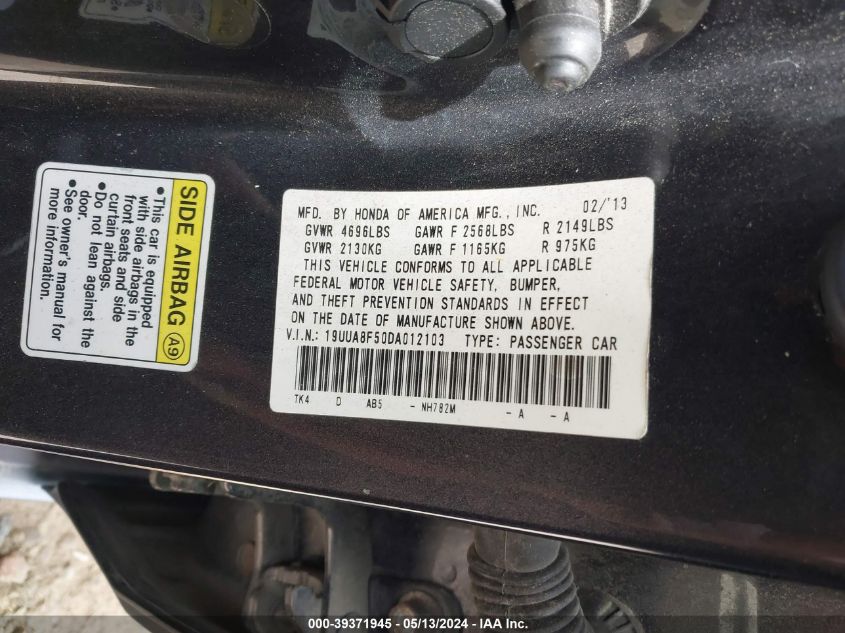 SIDE AIRBAG A9
•This car is equipped
with side airbags in the
front seats and side
curtain airbags.
•Do not lean against the
door.
•See owner's manual for
more information.
MFD. BY HONDA OF AMERICA MFG., INC. 02/'13
GVWR 4696LBS GAWR F 2568LBS R 2149LBS
GVWR 2130KG GAWR F 1165KG R 975KG
THIS VEHICLE CONFORMS TO ALL APPLICABLE
FEDERAL MOTOR VEHICLE SAFETY, BUMPER,
AND THEFT PREVENTION STANDARDS IN EFFECT
ON THE DATE OF MANUFACTURE SHOWN ABOVE.
V.I.N.: 19UUA8F50DA012103 TYPE: PASSENGER CAR
TK4 D AB5 - NH782M - A - A
000-39371945 - 05/13/2024 - IAA Inc.